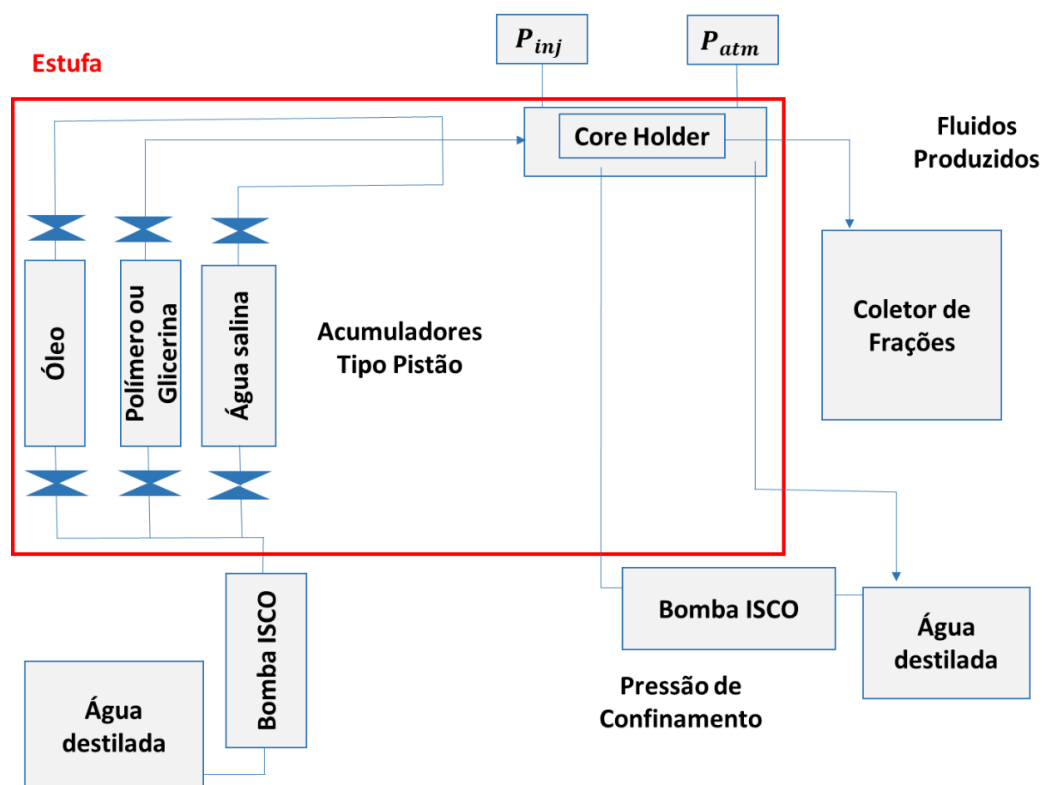 P_inj
P_atm
Estufa
Core Holder
Fluidos
Produzidos
Óleo
Polímero ou
Glicerina
Água salina
Acumuladores
Tipo Pistão
Coletor de
Frações
Bomba ISCO
Água
destilada
Bomba ISCO
Água
destilada
Pressão de
Confinamento